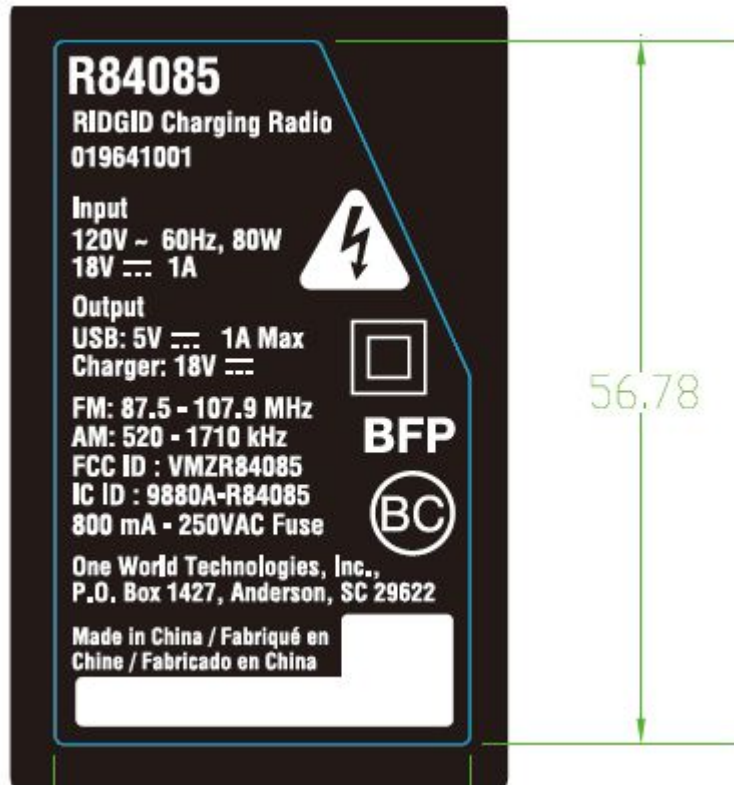 R84085
RIDGID Charging Radio
019641001
Input
120V ~ 60Hz, 80W
18V ⎓ 1A
Output
USB: 5V ⎓ 1A Max
Charger: 18V ⎓
FM: 87.5 - 107.9 MHz
AM: 520 - 1710 kHz
FCC ID : VMZR84085
IC ID : 9880A-R84085
800 mA - 250VAC Fuse
BFP
BC
One World Technologies, Inc.,
P.O. Box 1427, Anderson, SC 29622
Made in China / Fabriqué en
Chine / Fabricado en China
56,78